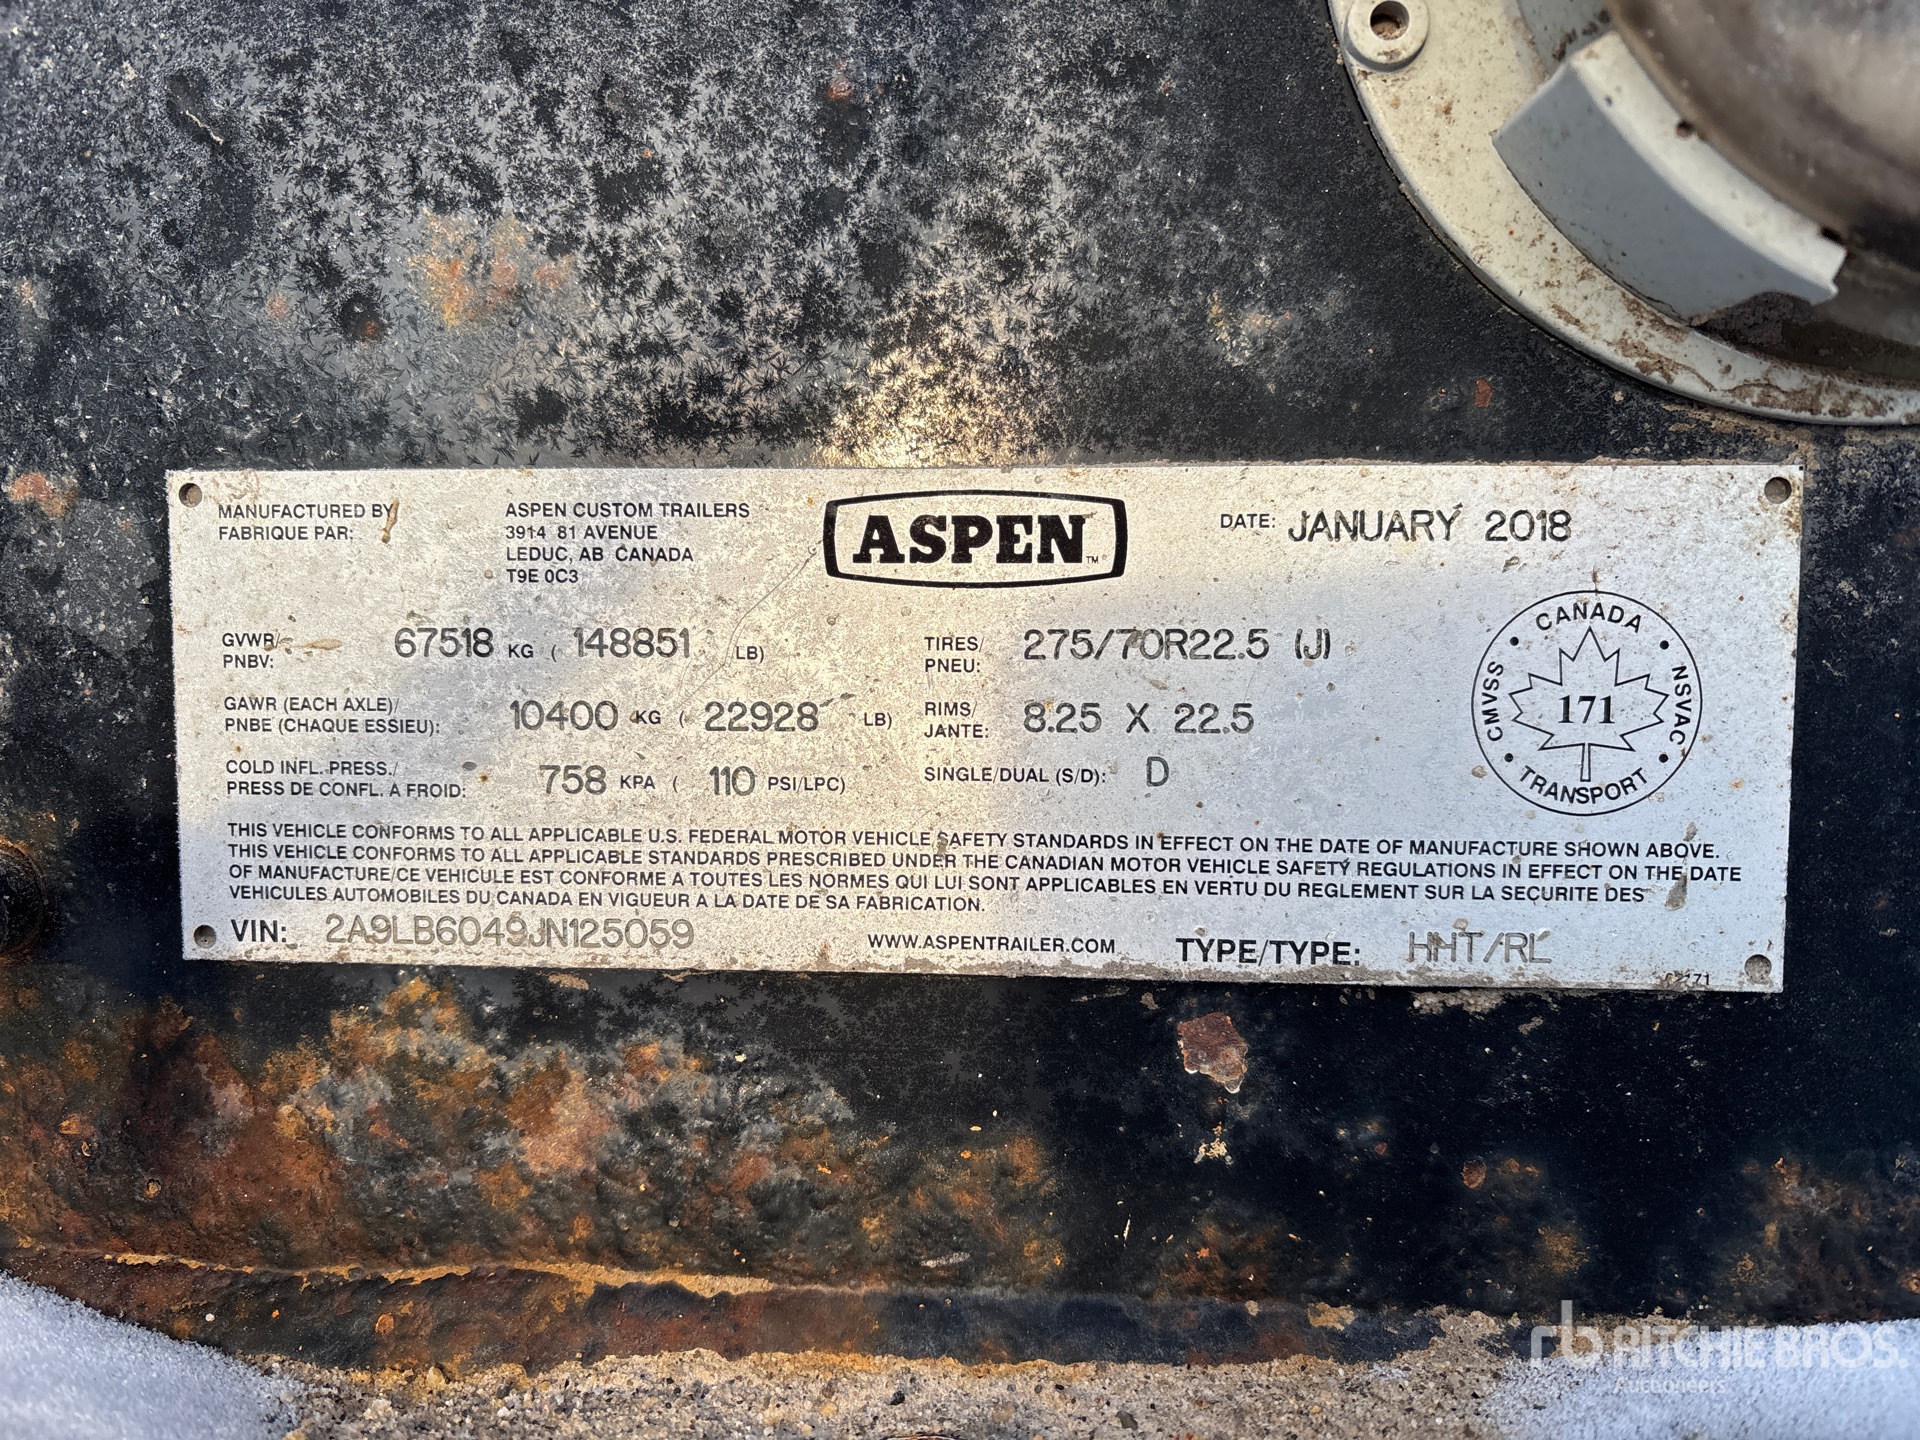 MANUFACTURED BY
FABRIQUE PAR:
ASPEN CUSTOM TRAILERS
3914 81 AVENUE
LEDUC, AB CANADA
T9E 0C3
ASPEN™
DATE: JANUARY 2018
GVWR/
PNBV:
67518 KG ( 148851 LB)
TIRES/
PNEU:
275/70R22.5 (J)
GAWR (EACH AXLE)/
PNBE (CHAQUE ESSIEU):
10400 KG ( 22928 LB)
RIMS/
JANTE:
8.25 X 22.5
COLD INFL. PRESS./
PRESS DE CONFL. A FROID:
758 KPA ( 110 PSI/LPC)
SINGLE/DUAL (S/D): D
CANADA
CMVSS
171
NSVAC
TRANSPORT
THIS VEHICLE CONFORMS TO ALL APPLICABLE U.S. FEDERAL MOTOR VEHICLE SAFETY STANDARDS IN EFFECT ON THE DATE OF MANUFACTURE SHOWN ABOVE.
THIS VEHICLE CONFORMS TO ALL APPLICABLE STANDARDS PRESCRIBED UNDER THE CANADIAN MOTOR VEHICLE SAFETY REGULATIONS IN EFFECT ON THE DATE
OF MANUFACTURE/CE VEHICULE EST CONFORME A TOUTES LES NORMES QUI LUI SONT APPLICABLES EN VERTU DU REGLEMENT SUR LA SECURITE DES
VEHICULES AUTOMOBILES DU CANADA EN VIGUEUR A LA DATE DE SA FABRICATION.
VIN: 2A9LB6049JN125059
WWW.ASPENTRAILER.COM
TYPE/TYPE: HHT/RL
rb RITCHIE BROS.
Auctioneers